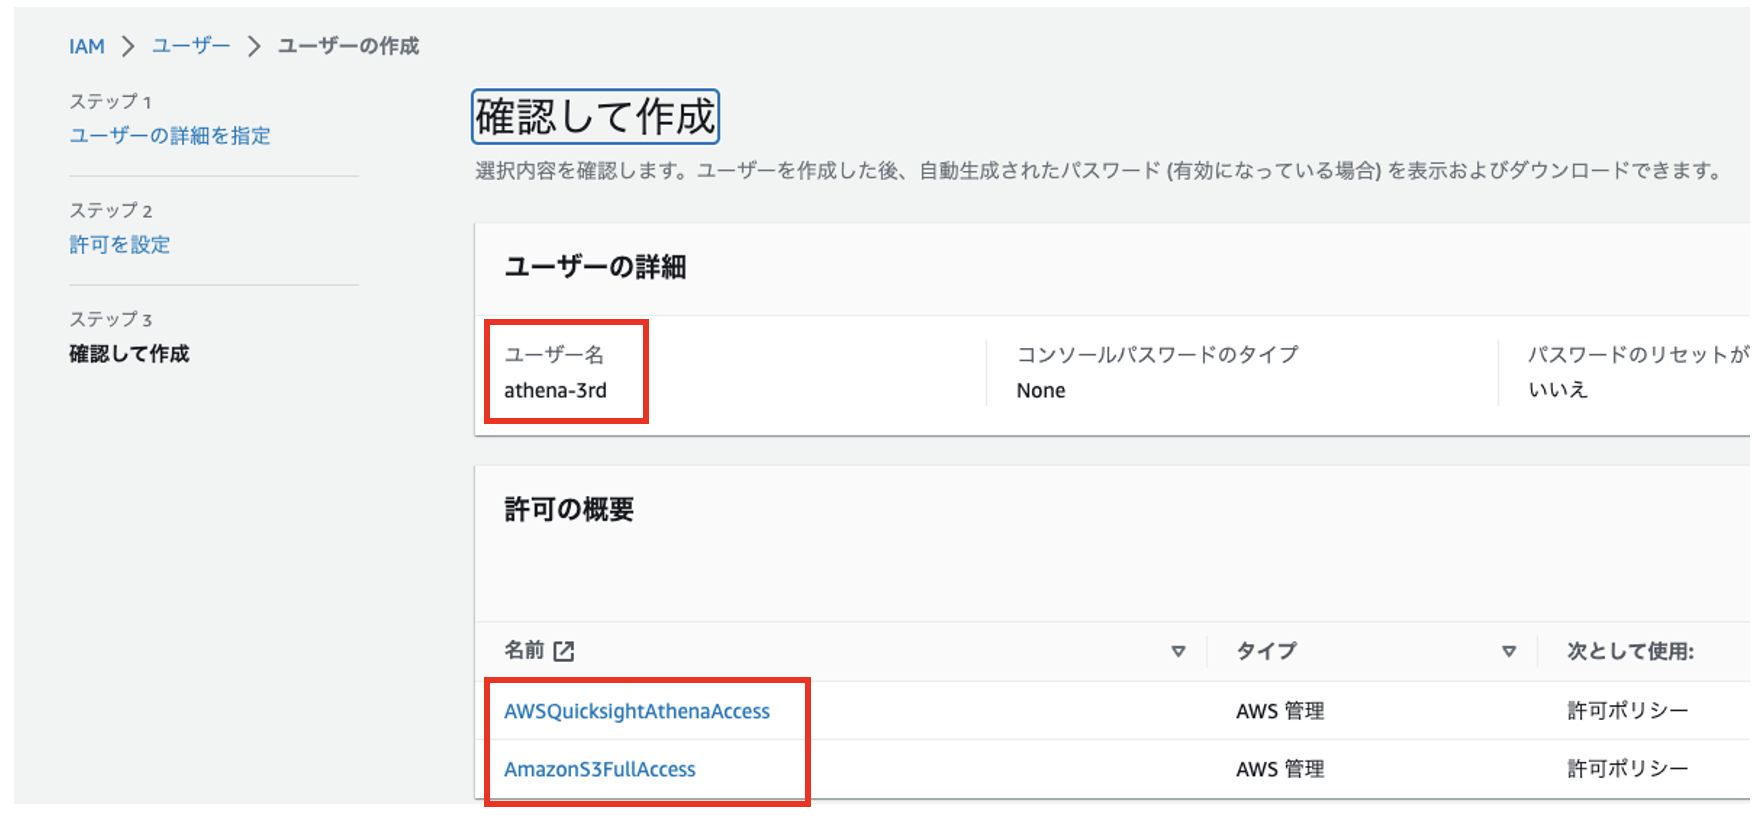 IAM > ユーザー > ユーザーの作成
ステップ 1
ユーザーの詳細を指定
ステップ 2
許可を設定
ステップ 3
確認して作成
確認して作成
選択内容を確認します。ユーザーを作成した後、自動生成されたパスワード (有効になっている場合) を表示およびダウンロードできます。
ユーザーの詳細
ユーザー名
athena-3rd
コンソールパスワードのタイプ
None
パスワードのリセットが
いいえ
許可の概要
名前 タイプ 次として使用:
AWSQuicksightAthenaAccess AWS 管理 許可ポリシー
AmazonS3FullAccess AWS 管理 許可ポリシー